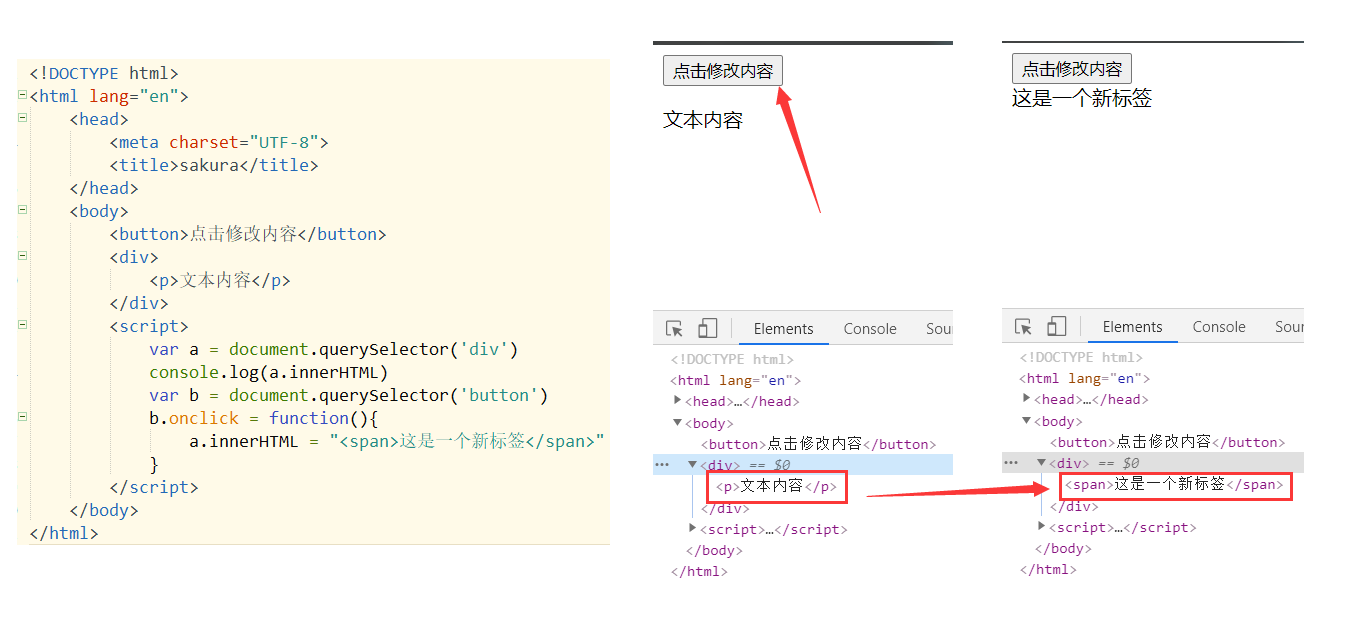 <!DOCTYPE html>
<html lang="en">
<head>
<meta charset="UTF-8">
<title>sakura</title>
</head>
<body>
<button>点击修改内容</button>
<div>
<p>文本内容</p>
</div>
<script>
var a = document.querySelector('div')
console.log(a.innerHTML)
var b = document.querySelector('button')
b.onclick = function(){
a.innerHTML = "<span>这是一个新标签</span>"
}
</script>
</body>
</html>
点击修改内容
文本内容
Elements Console Sou
<!DOCTYPE html>
<html lang="en">
<head>…</head>
<body>
<button>点击修改内容</button>
<div> == $0
<p>文本内容</p>
</div>
<script>…</script>
</body>
</html>
点击修改内容
这是一个新标签
Elements Console Sour
<!DOCTYPE html>
<html lang="en">
<head>…</head>
<body>
<button>点击修改内容</button>
<div> == $0
<span>这是一个新标签</span>
</div>
<script>…</script>
</body>
</html>